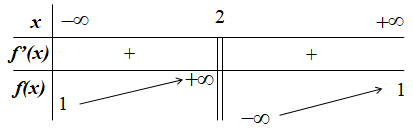 x −∞ 2 +∞
f'(x) + +
f(x) 1 +∞ −∞ 1